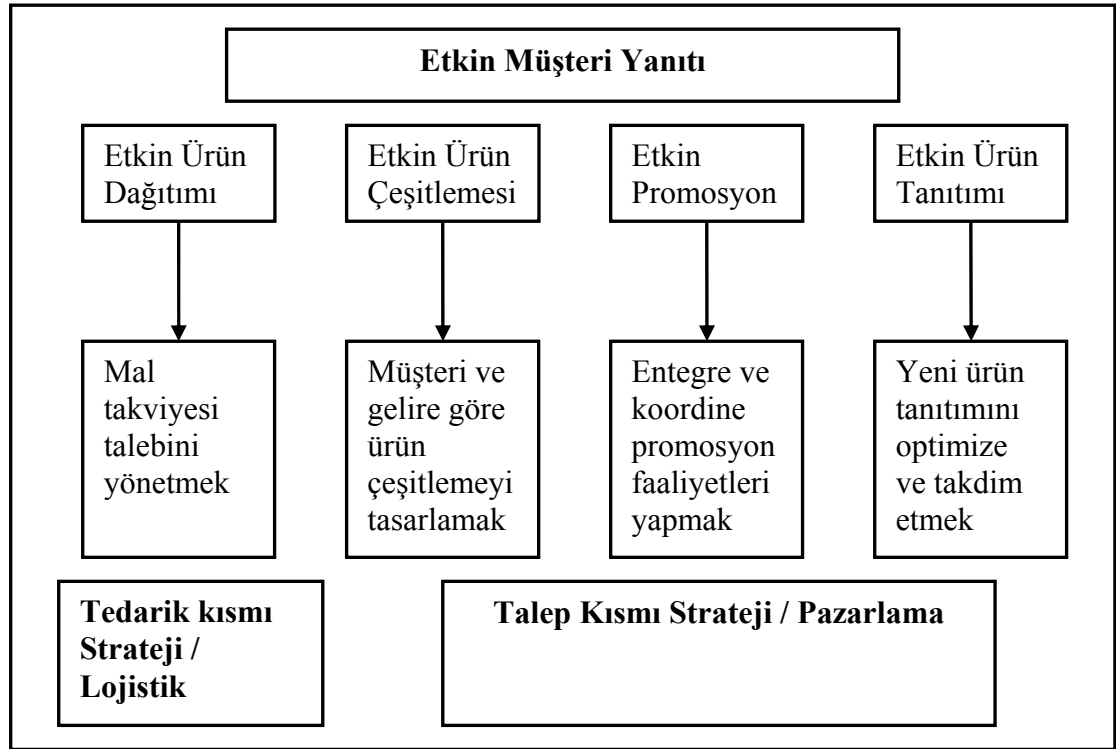 Etkin Müşteri Yanıtı
Etkin Ürün
Dağıtımı
Etkin Ürün
Çeşitlemesi
Etkin
Promosyon
Etkin Ürün
Tanıtımı
Mal
takviyesi
talebini
yönetmek
Müşteri ve
gelire göre
ürün
çeşitlemeyi
tasarlamak
Entegre ve
koordine
promosyon
faaliyetleri
yapmak
Yeni ürün
tanıtımını
optimize
ve takdim
etmek
Tedarik kısmı
Strateji /
Lojistik
Talep Kısmı Strateji / Pazarlama